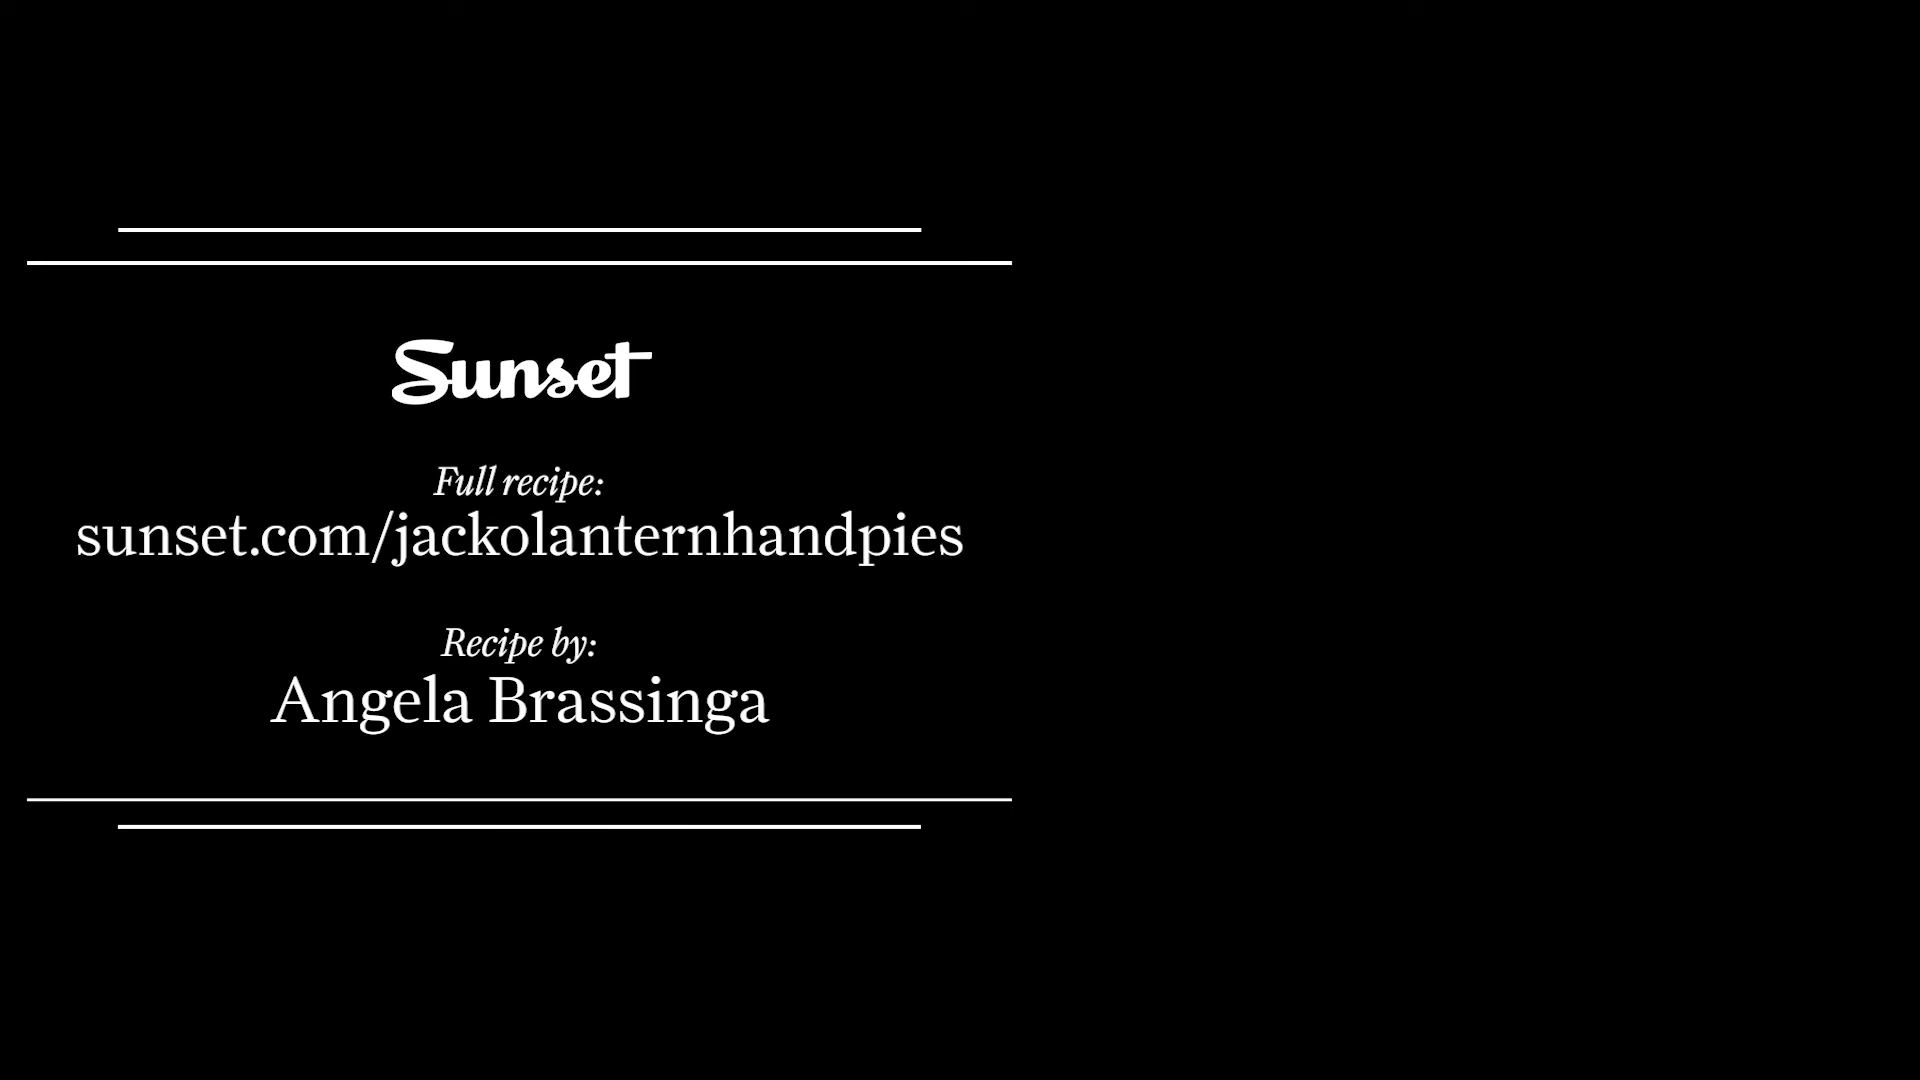 Sunset
Full recipe:
sunset.com/jackolanternhandpies
Recipe by:
Angela Brassinga